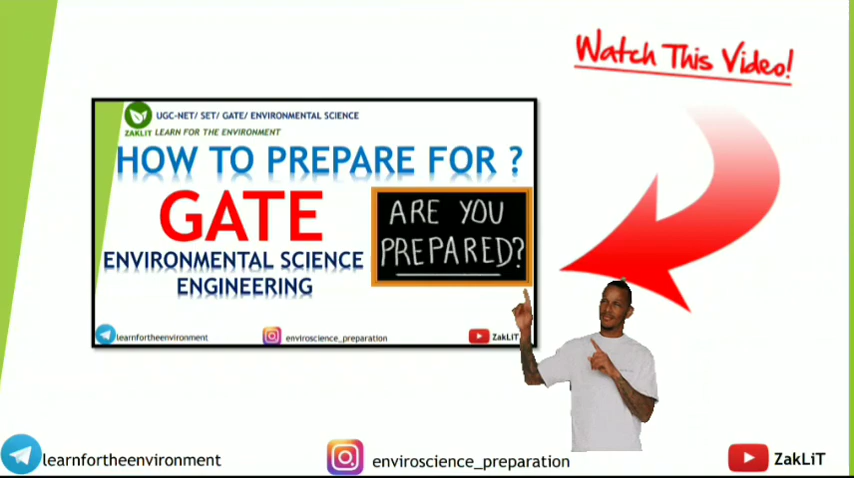 Watch This Video!
UGC-NET/ SET/ GATE/ ENVIRONMENTAL SCIENCE
ZAKLIT LEARN FOR THE ENVIRONMENT
HOW TO PREPARE FOR ?
GATE
ARE YOU
PREPARED?
ENVIRONMENTAL SCIENCE
ENGINEERING
learnfortheenvironment
enviroscience_preparation
ZakLiT
learnfortheenvironment
enviroscience_preparation
ZakLiT